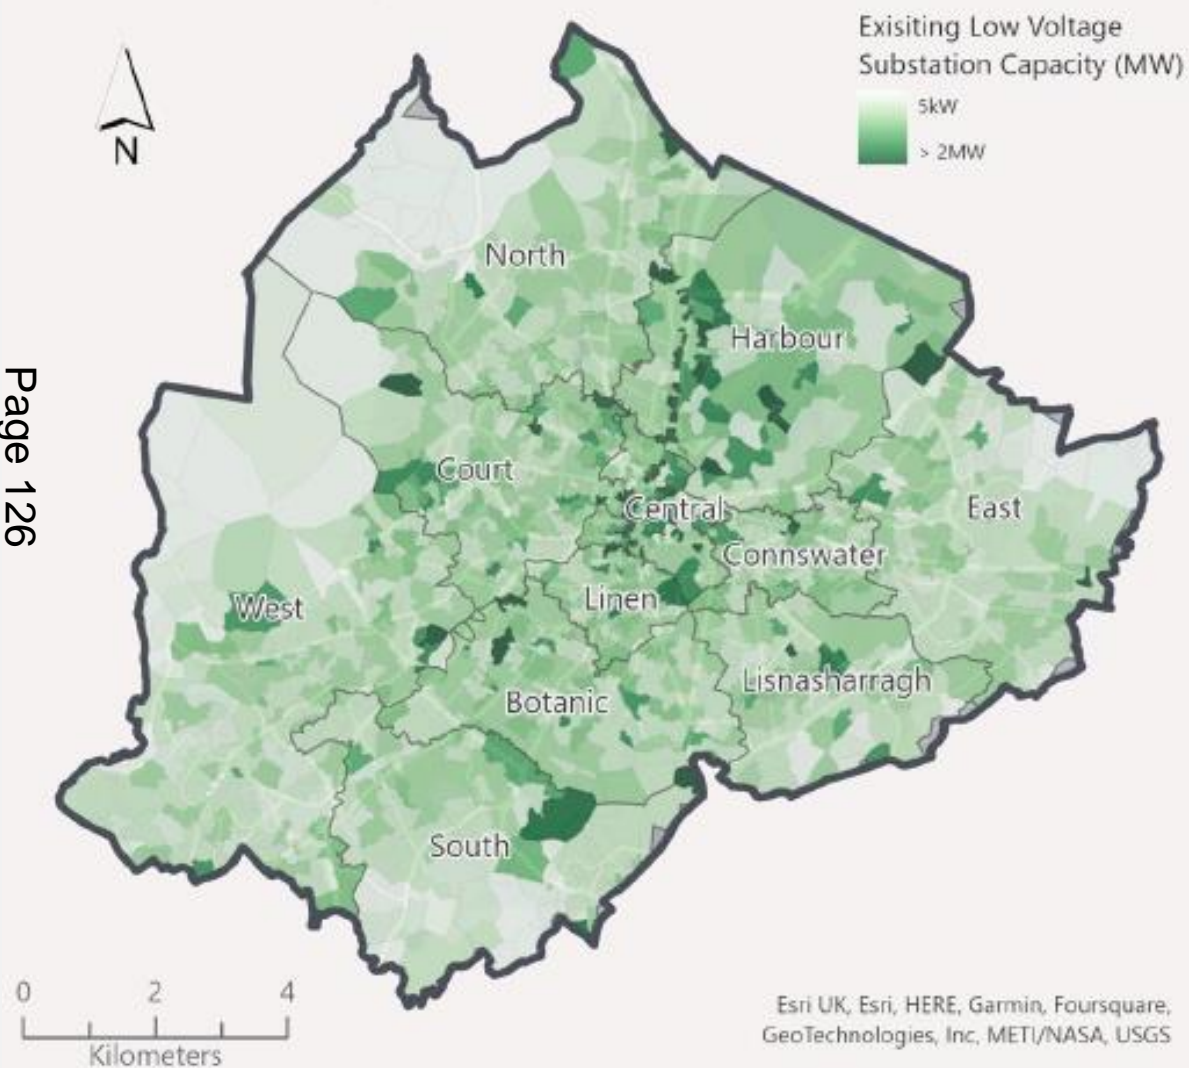 Exisiting Low Voltage
Substation Capacity (MW)
5kW
> 2MW
N
North
Harbour
Page 126
Court
Central
East
Connswater
West
Linen
Lisnasharragh
Botanic
South
0 2 4
Kilometers
Esri UK, Esri, HERE, Garmin, Foursquare,
GeoTechnologies, Inc, METI/NASA, USGS